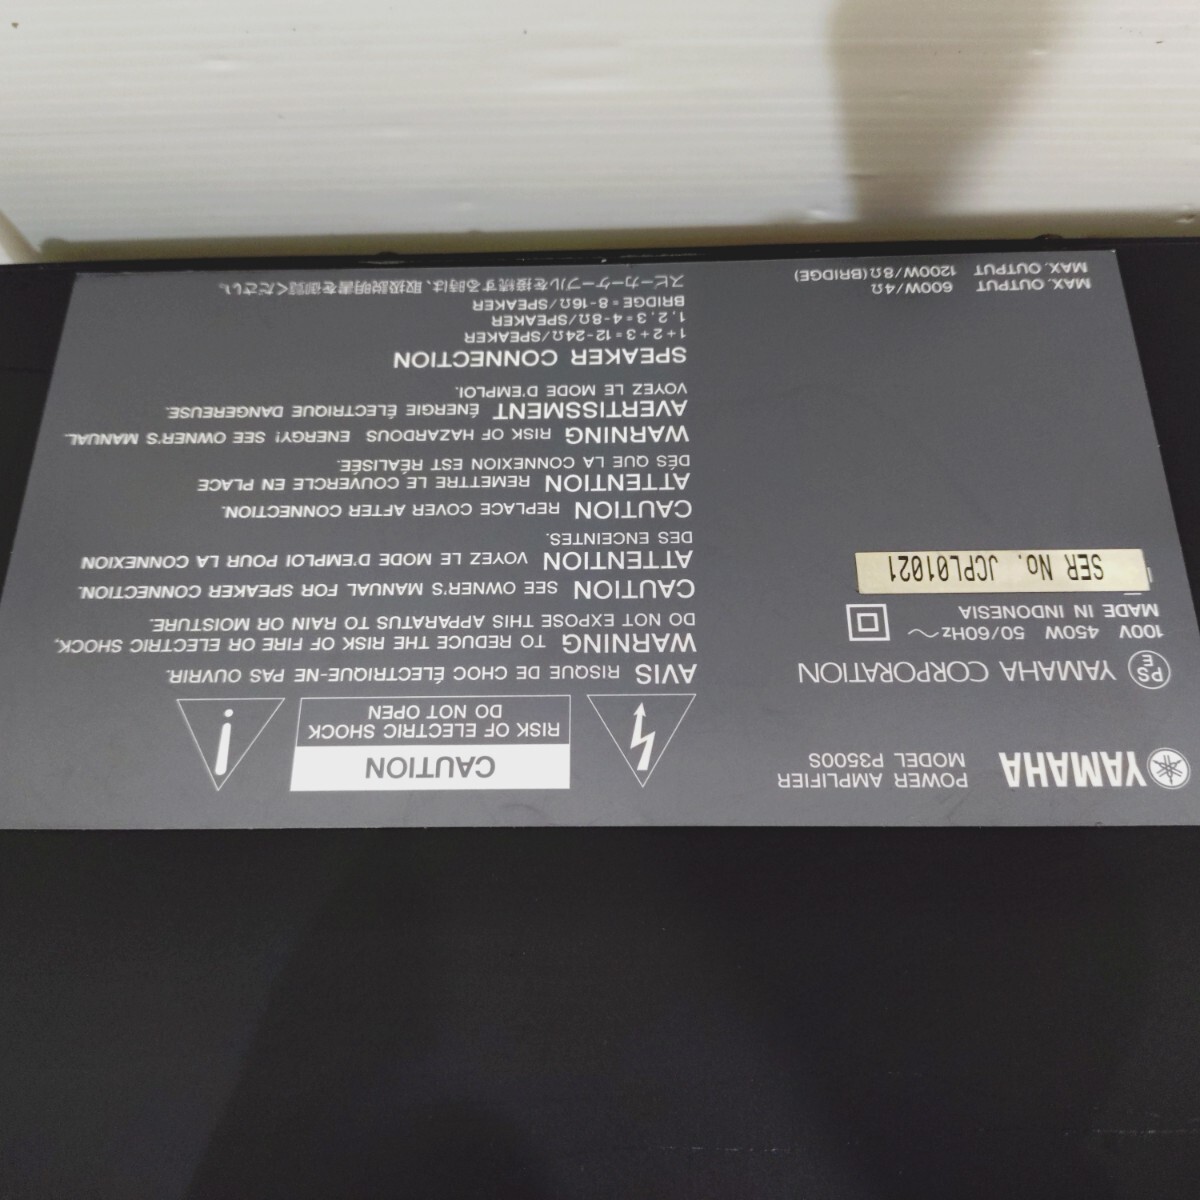 YAMAHA
POWER AMPLIFIER
MODEL P3500S
PS
E
YAMAHA CORPORATION
100V 450W 50/60Hz～
MADE IN INDONESIA
SER No. JCPL01021
MAX. OUTPUT 600W/4Ω
MAX. OUTPUT 1200W/8Ω(BRIDGE)
CAUTION
RISK OF ELECTRIC SHOCK
DO NOT OPEN
AVIS RISQUE DE CHOC ÉLECTRIQUE-NE PAS OUVRIR.
WARNING TO REDUCE THE RISK OF FIRE OR ELECTRIC SHOCK,
DO NOT EXPOSE THIS APPARATUS TO RAIN OR MOISTURE.
CAUTION SEE OWNER'S MANUAL FOR SPEAKER CONNECTION.
ATTENTION VOYEZ LE MODE D'EMPLOI POUR LA CONNEXION
DES ENCEINTES.
CAUTION REPLACE COVER AFTER CONNECTION.
ATTENTION REMETTRE LE COUVERCLE EN PLACE
DÉS QUE LA CONNEXION EST RÉALISÉE.
WARNING RISK OF HAZARDOUS ENERGY! SEE OWNER'S MANUAL.
AVERTISSMENT ÉNERGIE ÉLECTRIQUE DANGEREUSE.
VOYEZ LE MODE D'EMPLOI.
SPEAKER CONNECTION
1+2+3=12-24Ω/SPEAKER
1, 2, 3=4-8Ω/SPEAKER
BRIDGE=8-16Ω/SPEAKER
スピーカーケーブルを接続する時は、取扱説明書を御覧ください。